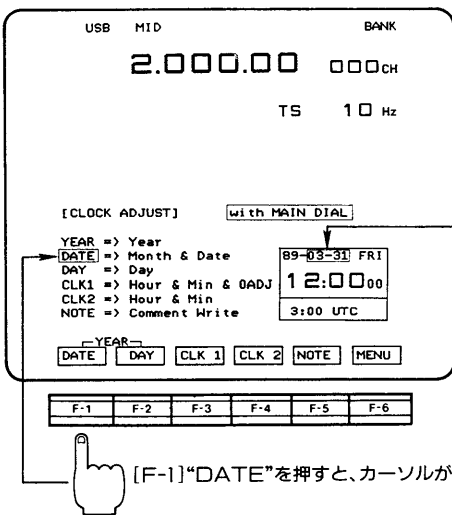 USB MID BANK
2.000.00 000CH
TS 10 Hz
[CLOCK ADJUST] with MAIN DIAL
YEAR => Year
DATE => Month & Date
DAY => Day
CLK1 => Hour & Min & 0ADJ
CLK2 => Hour & Min
NOTE => Comment Write
89-03-31 FRI
12:00 00
3:00 UTC
YEAR
DATE DAY CLK 1 CLK 2 NOTE MENU
F-1 F-2 F-3 F-4 F-5 F-6
[F-1]“DATE”を押すと、カーソルが